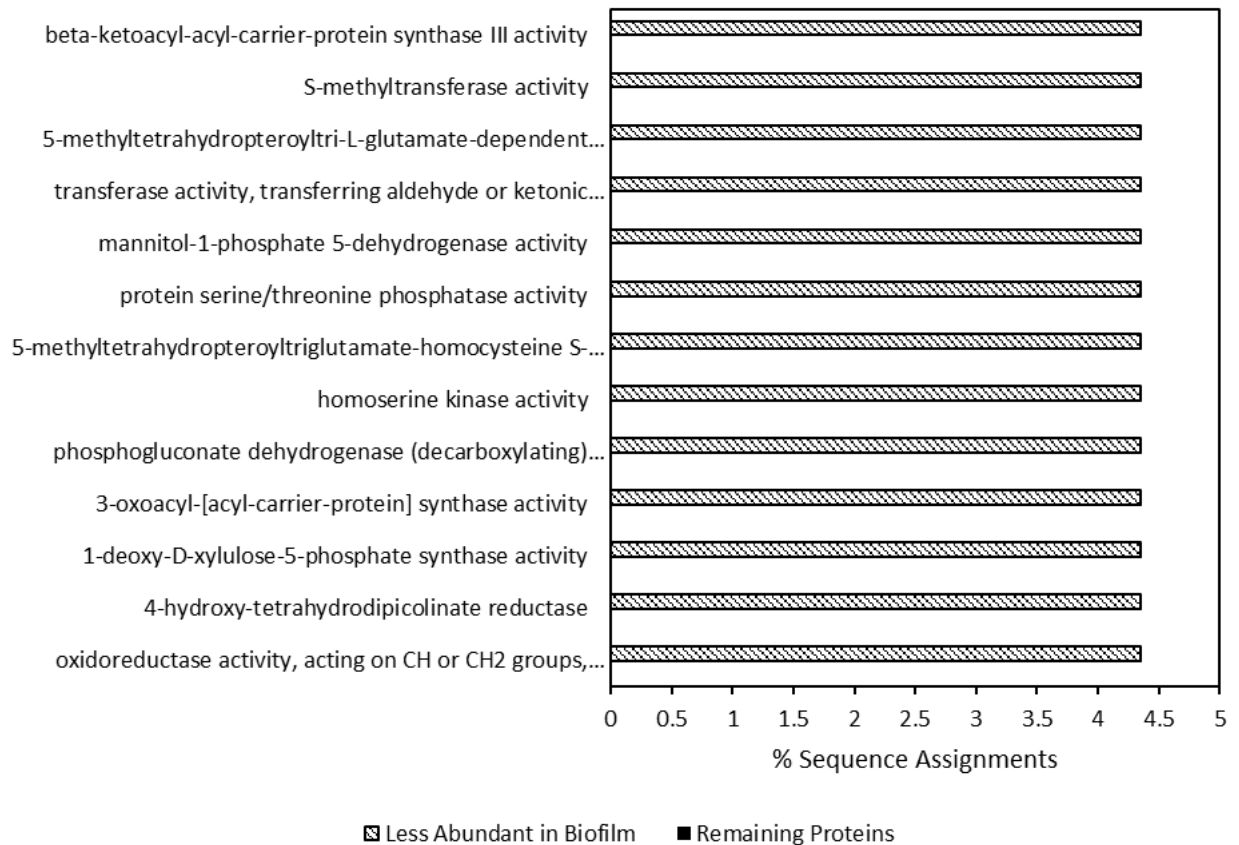 beta-ketoacyl-acyl-carrier-protein synthase III activity
S-methyltransferase activity
5-methyltetrahydropteroyltri-L-glutamate-dependent...
transferase activity, transferring aldehyde or ketonic...
mannitol-1-phosphate 5-dehydrogenase activity
protein serine/threonine phosphatase activity
5-methyltetrahydropteroyltriglutamate-homocysteine S-...
homoserine kinase activity
phosphogluconate dehydrogenase (decarboxylating)...
3-oxoacyl-[acyl-carrier-protein] synthase activity
1-deoxy-D-xylulose-5-phosphate synthase activity
4-hydroxy-tetrahydrodipicolinate reductase
oxidoreductase activity, acting on CH or CH2 groups,...
0 0.5 1 1.5 2 2.5 3 3.5 4 4.5 5
% Sequence Assignments
Less Abundant in Biofilm Remaining Proteins